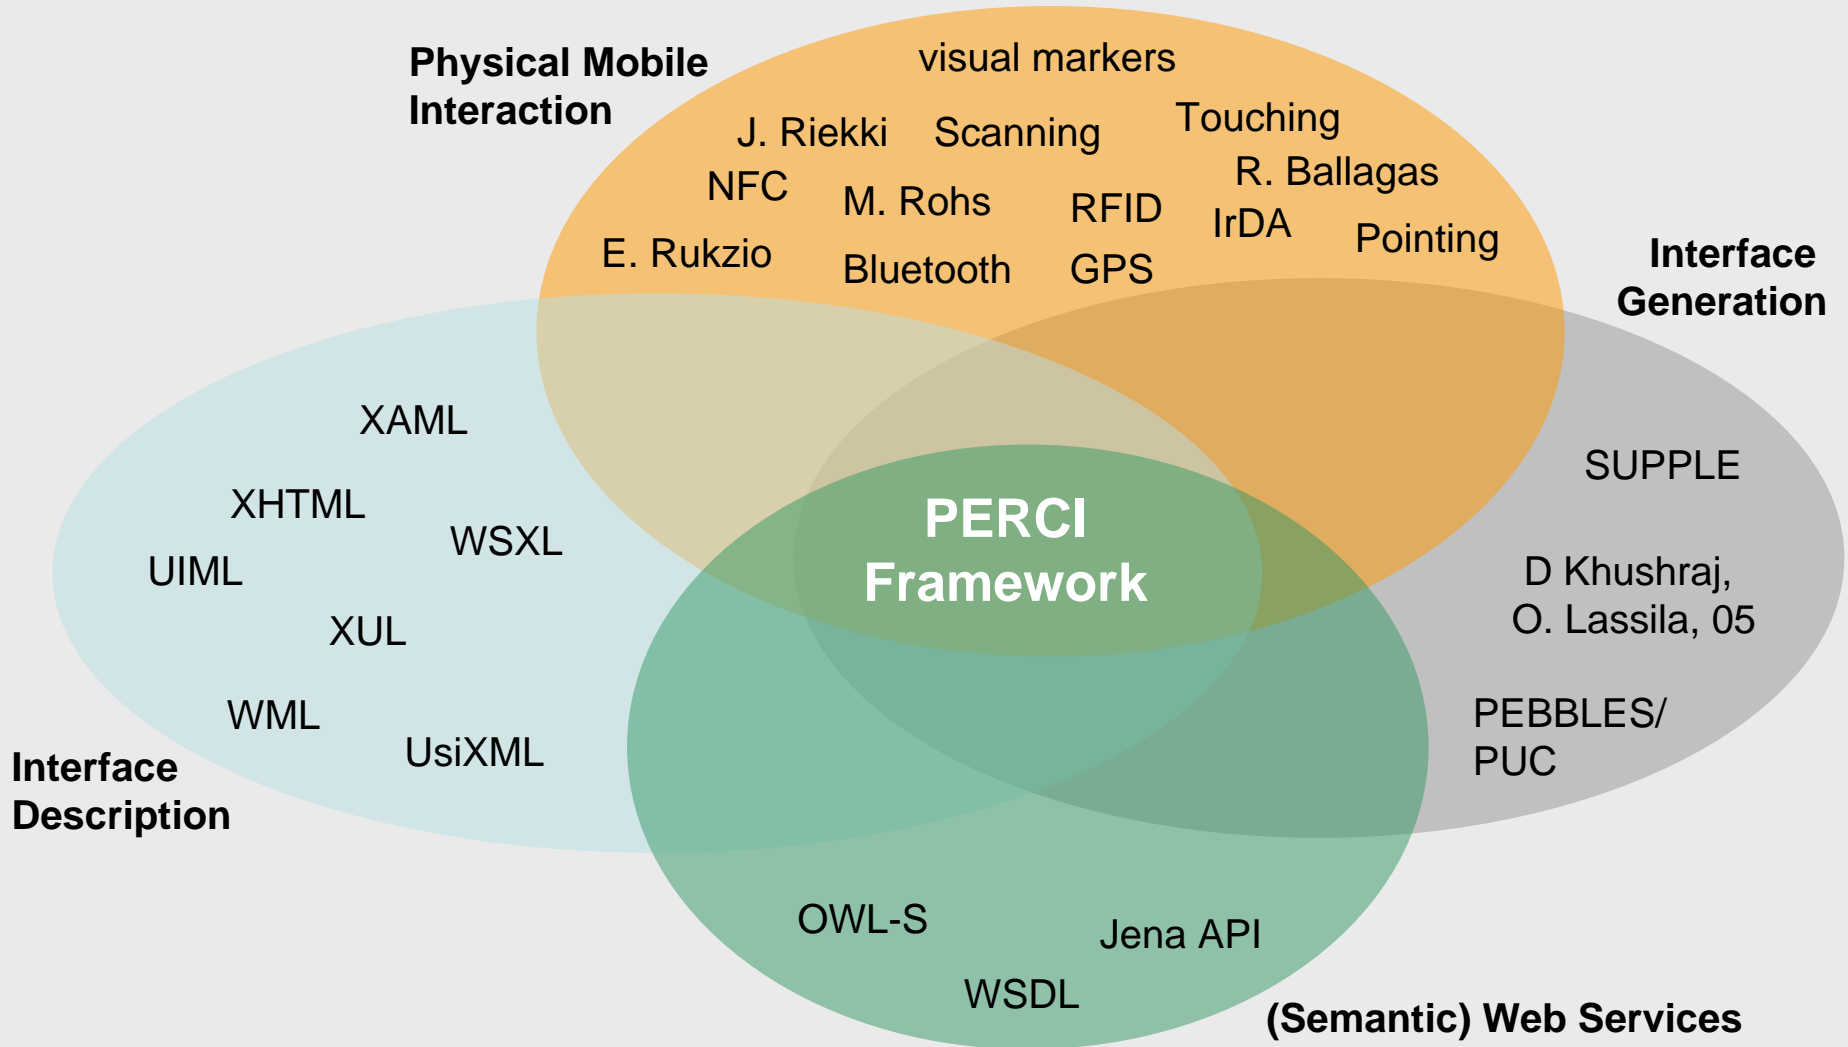 Physical Mobile
Interaction
visual markers
J. Riekki
Scanning
Touching
NFC
M. Rohs
RFID
R. Ballagas
IrDA
Pointing
E. Rukzio
Bluetooth
GPS
Interface
Generation
XAML
XHTML
WSXL
UIML
XUL
WML
UsiXML
Interface
Description
PERCI
Framework
SUPPLE
D Khushraj,
O. Lassila, 05
PEBBLES/
PUC
OWL-S
Jena API
WSDL
(Semantic) Web Services